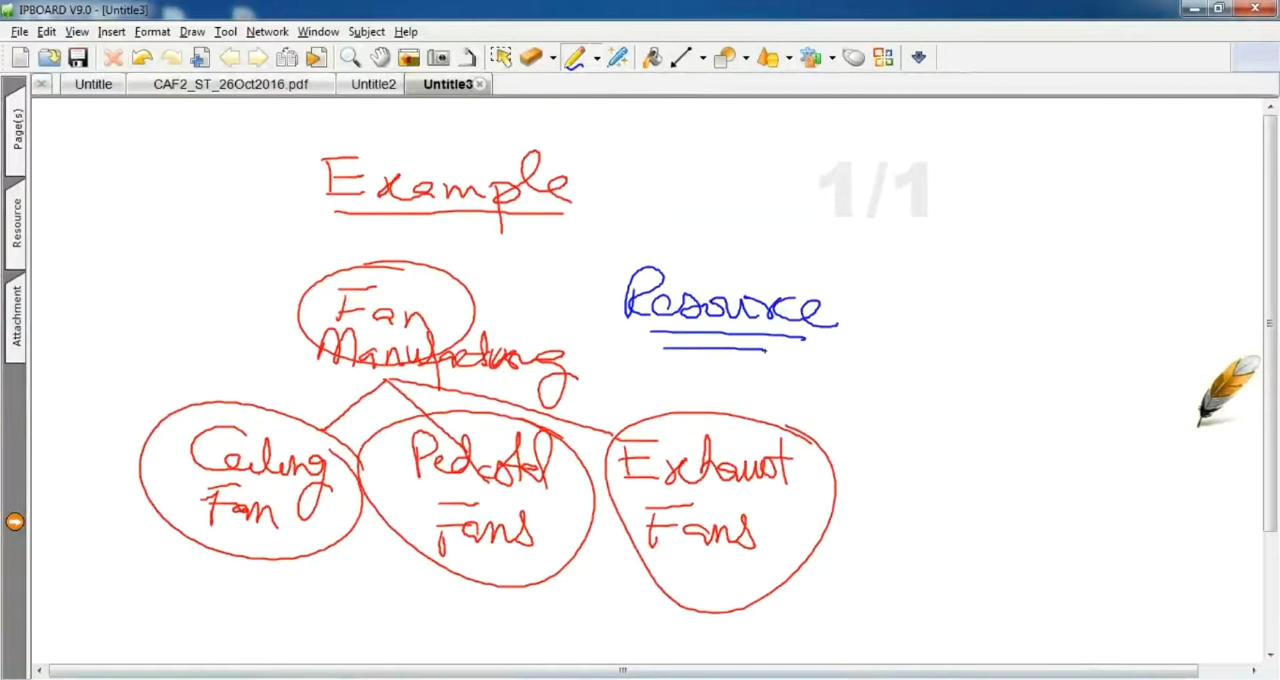 IPBOARD V9.0 - [Untitle3]
File Edit View Insert Format Draw Tool Network Window Subject Help
Untitle CAF2_ST_26Oct2016.pdf Untitle2 Untitle3
Page(s)
Resource
Attachment
1/1
Example
Fan
Manufacturing
Resource
Ceiling
Fan
Pedestal
Fans
Exhaust
Fans